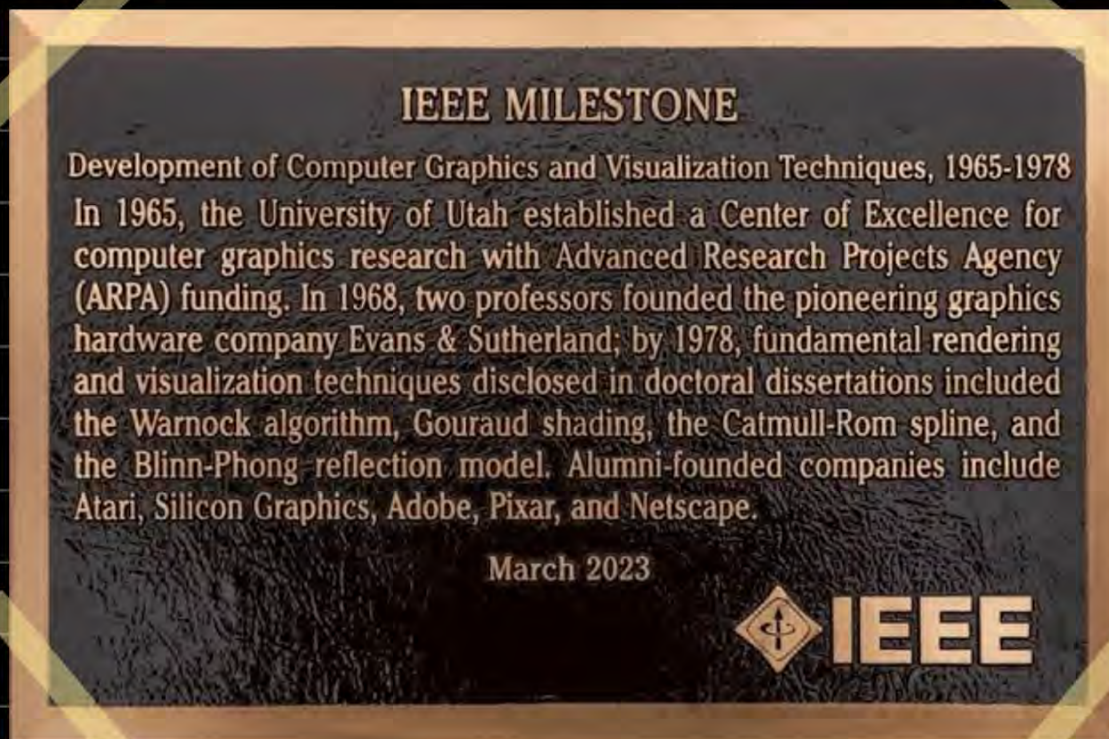 IEEE MILESTONE
Development of Computer Graphics and Visualization Techniques, 1965-1978
In 1965, the University of Utah established a Center of Excellence for
computer graphics research with Advanced Research Projects Agency
(ARPA) funding. In 1968, two professors founded the pioneering graphics
hardware company Evans & Sutherland; by 1978, fundamental rendering
and visualization techniques disclosed in doctoral dissertations included
the Warnock algorithm, Gouraud shading, the Catmull-Rom spline, and
the Blinn-Phong reflection model. Alumni-founded companies include
Atari, Silicon Graphics, Adobe, Pixar, and Netscape.
March 2023
IEEE